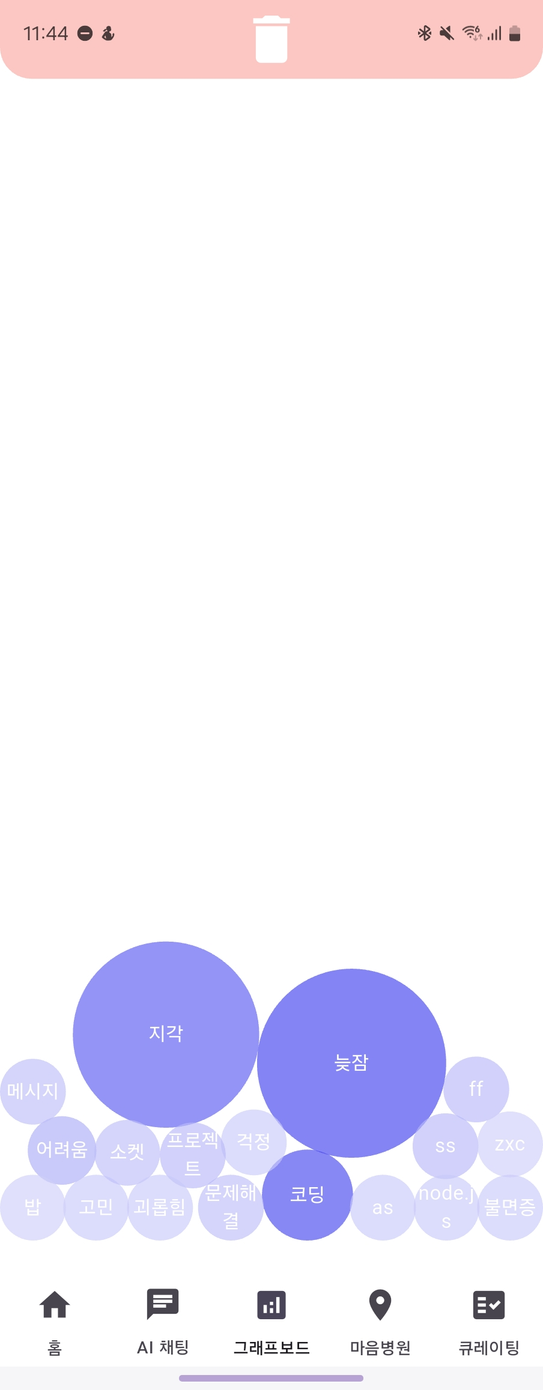 11:44
지각
늦잠
메시지
ff
어려움
소켓
프로젝
트
걱정
ss
zxc
밥
고민
괴롭힘
문제해
결
코딩
as
node.j
s
불면증
홈
AI 채팅
그래프보드
마음병원
큐레이팅